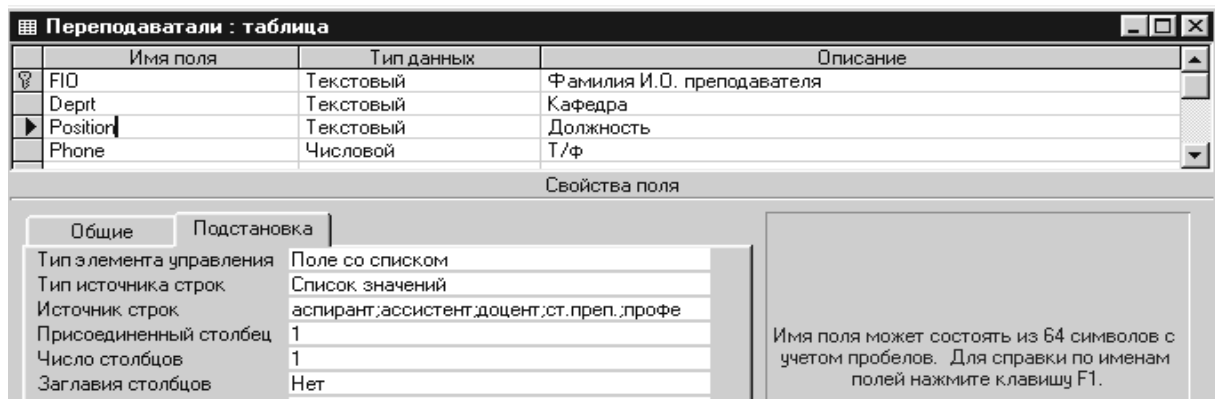 Переподаватали : таблица
Имя поля Тип данных Описание
FIO Текстовый Фамилия И.О. преподавателя
Deprt Текстовый Кафедра
Position Текстовый Должность
Phone Числовой Т/ф
Свойства поля
Общие Подстановка
Тип элемента управления Поле со списком
Тип источника строк Список значений
Источник строк аспирант;ассистент;доцент;ст.преп.;профе
Присоединенный столбец 1
Число столбцов 1
Заглавия столбцов Нет
Имя поля может состоять из 64 символов с
учетом пробелов. Для справки по именам
полей нажмите клавишу F1.